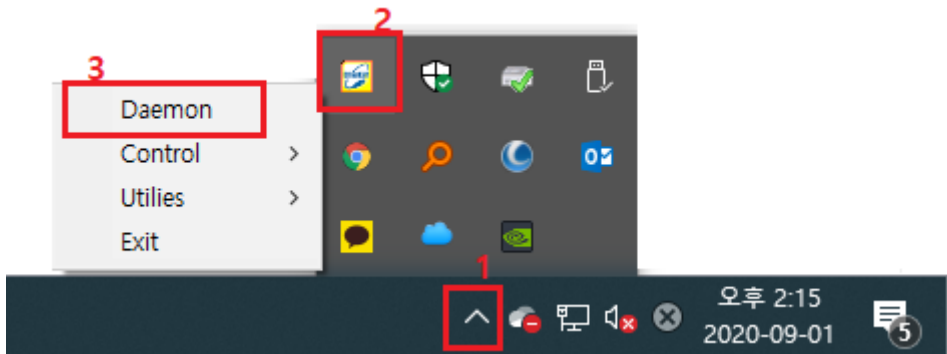 2
3
Daemon
Control
Utilies
Exit
1
오후 2:15
2020-09-01
5